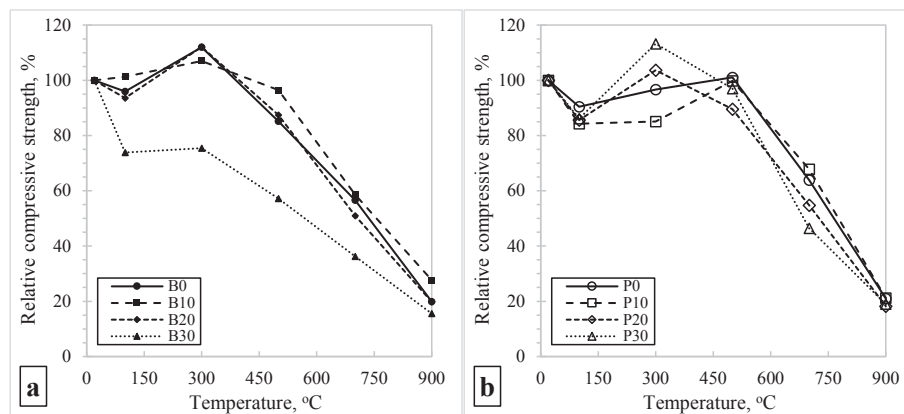 Relative compressive strength, %
140
120
100
80
60
40
20
0
B0
B10
B20
B30
0 150 300 450 600 750 900
Temperature, °C
a
Relative compressive strength, %
140
120
100
80
60
40
20
0
P0
P10
P20
P30
0 150 300 450 600 750 900
Temperature, °C
b